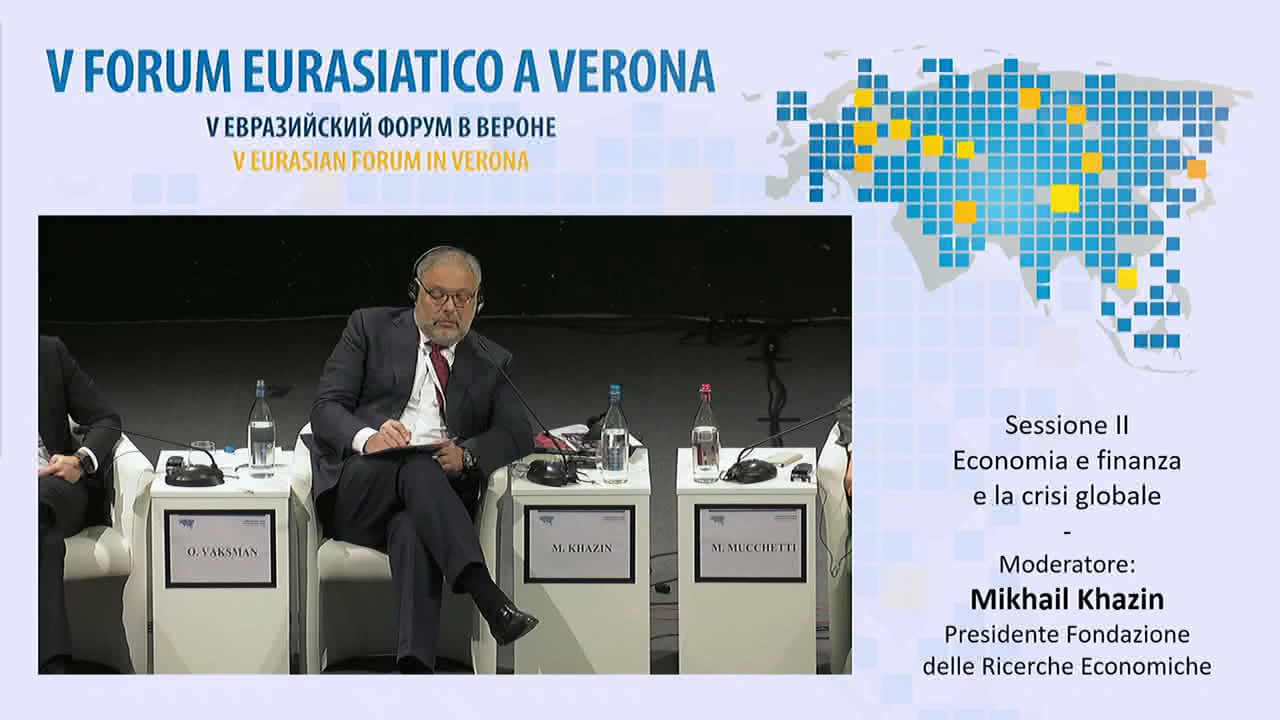 V FORUM EURASIATICO A VERONA
V ЕВРАЗИЙСКИЙ ФОРУМ В ВЕРОНЕ
V EURASIAN FORUM IN VERONA
Sessione II
Economia e finanza
e la crisi globale
-
Moderatore:
Mikhail Khazin
Presidente Fondazione
delle Ricerche Economiche
O. VAKSMAN
M. KHAZIN
M. MUCCHETTI